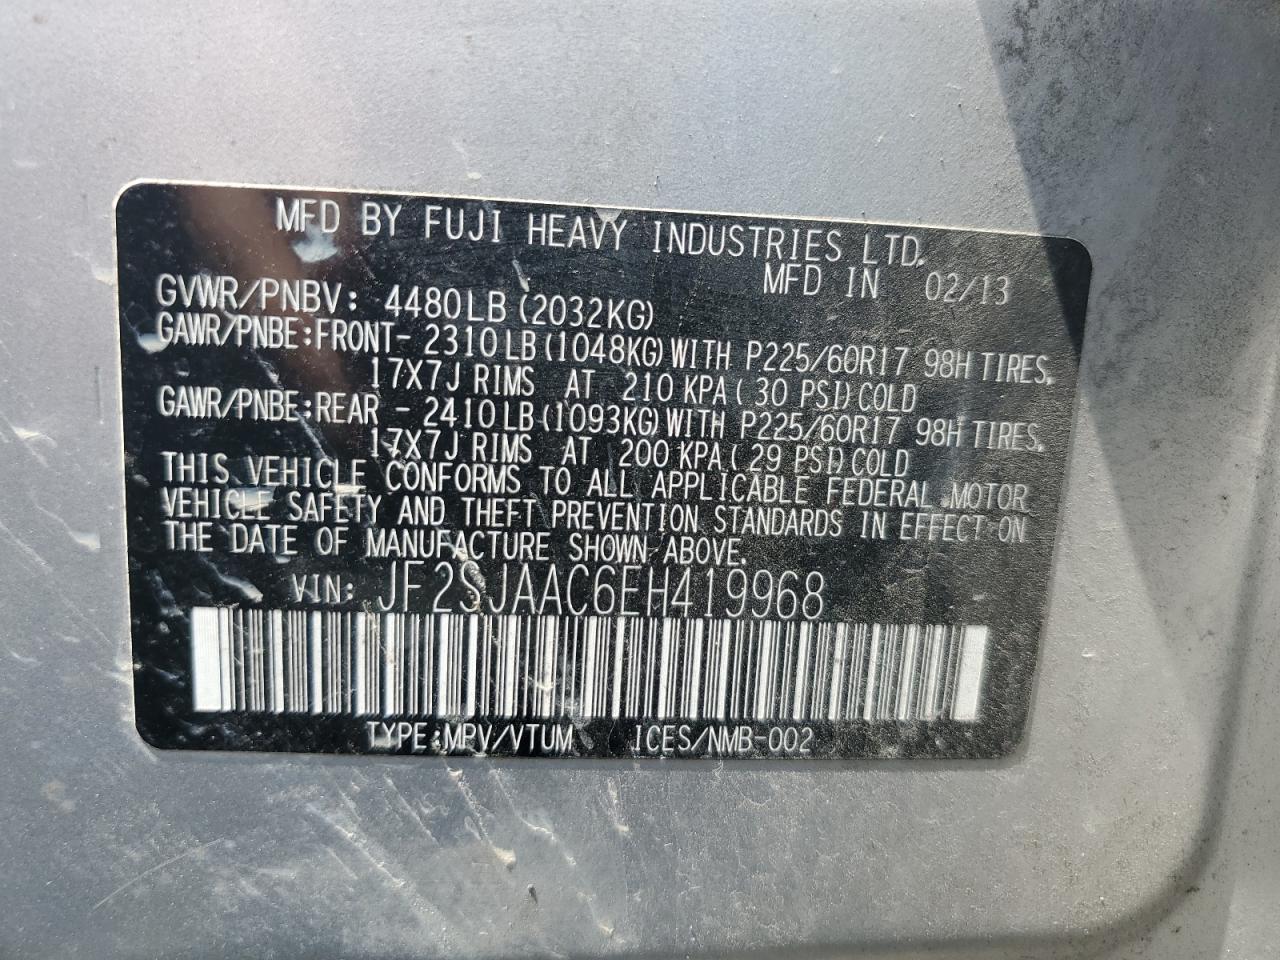 MFD BY FUJI HEAVY INDUSTRIES LTD.
MFD IN 02/13
GVWR/PNBV: 4480LB (2032KG)
GAWR/PNBE:FRONT- 2310LB(1048KG) WITH P225/60R17 98H TIRES,
17X7J RIMS AT 210 KPA( 30 PSI) COLD
GAWR/PNBE:REAR - 2410LB(1093KG) WITH P225/60R17 98H TIRES,
17X7J RIMS AT 200 KPA( 29 PSI) COLD
THIS VEHICLE CONFORMS TO ALL APPLICABLE FEDERAL MOTOR
VEHICLE SAFETY AND THEFT PREVENTION STANDARDS IN EFFECT ON
THE DATE OF MANUFACTURE SHOWN ABOVE.
VIN: JF2SJAAC6EH419968
TYPE:MPV/VTUM ICES/NMB-002